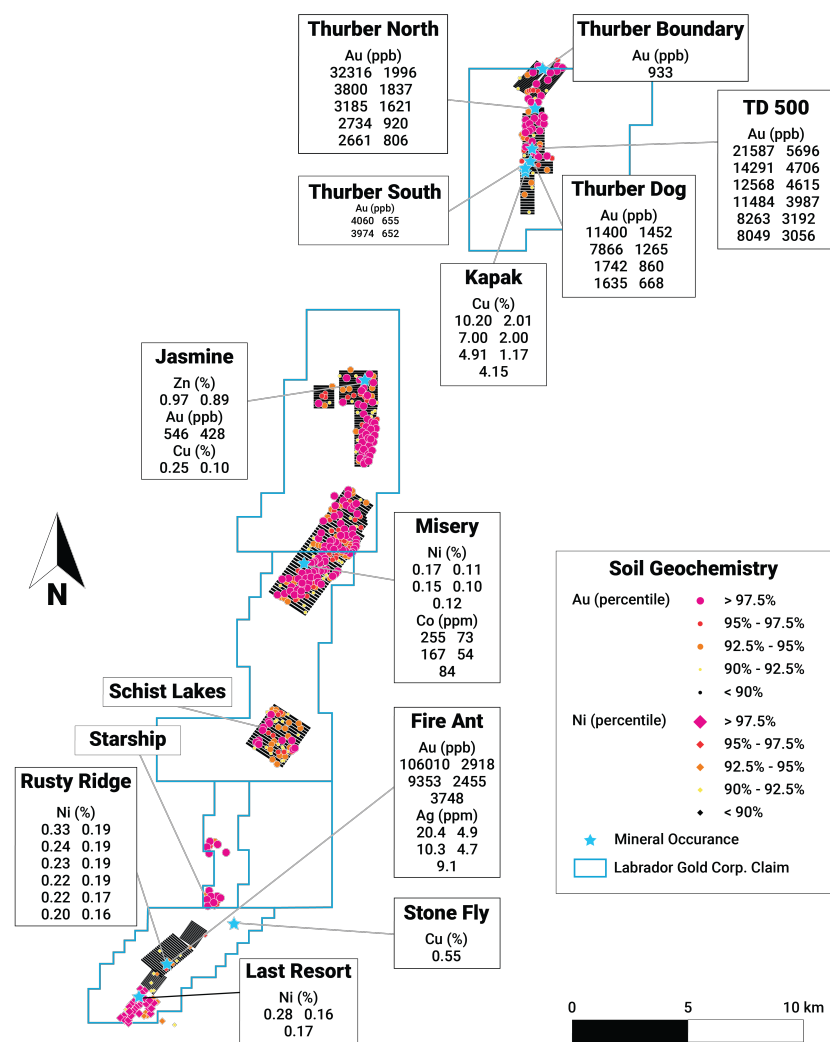 Thurber North
Au (ppb)
32316 1996
3800 1837
3185 1621
2734 920
2661 806
Thurber Boundary
Au (ppb)
933
TD 500
Au (ppb)
21587 5696
14291 4706
12568 4615
11484 3987
8263 3192
8049 3056
Thurber South
Au (ppb)
4060 655
3974 652
Thurber Dog
Au (ppb)
11400 1452
7866 1265
1742 860
1635 668
Kapak
Cu (%)
10.20 2.01
7.00 2.00
4.91 1.17
4.15
Jasmine
Zn (%)
0.97 0.89
Au (ppb)
546 428
Cu (%)
0.25 0.10
N
Misery
Ni (%)
0.17 0.11
0.15 0.10
0.12
Co (ppm)
255 73
167 54
84
Schist Lakes
Starship
Rusty Ridge
Ni (%)
0.33 0.19
0.24 0.19
0.23 0.19
0.22 0.19
0.22 0.17
0.20 0.16
Fire Ant
Au (ppb)
106010 2918
9353 2455
3748
Ag (ppm)
20.4 4.9
10.3 4.7
9.1
Stone Fly
Cu (%)
0.55
Last Resort
Ni (%)
0.28 0.16
0.17
Soil Geochemistry
Au (percentile) > 97.5%
95% - 97.5%
92.5% - 95%
90% - 92.5%
< 90%
Ni (percentile) > 97.5%
95% - 97.5%
92.5% - 95%
90% - 92.5%
< 90%
Mineral Occurance
Labrador Gold Corp. Claim
0 5 10 km